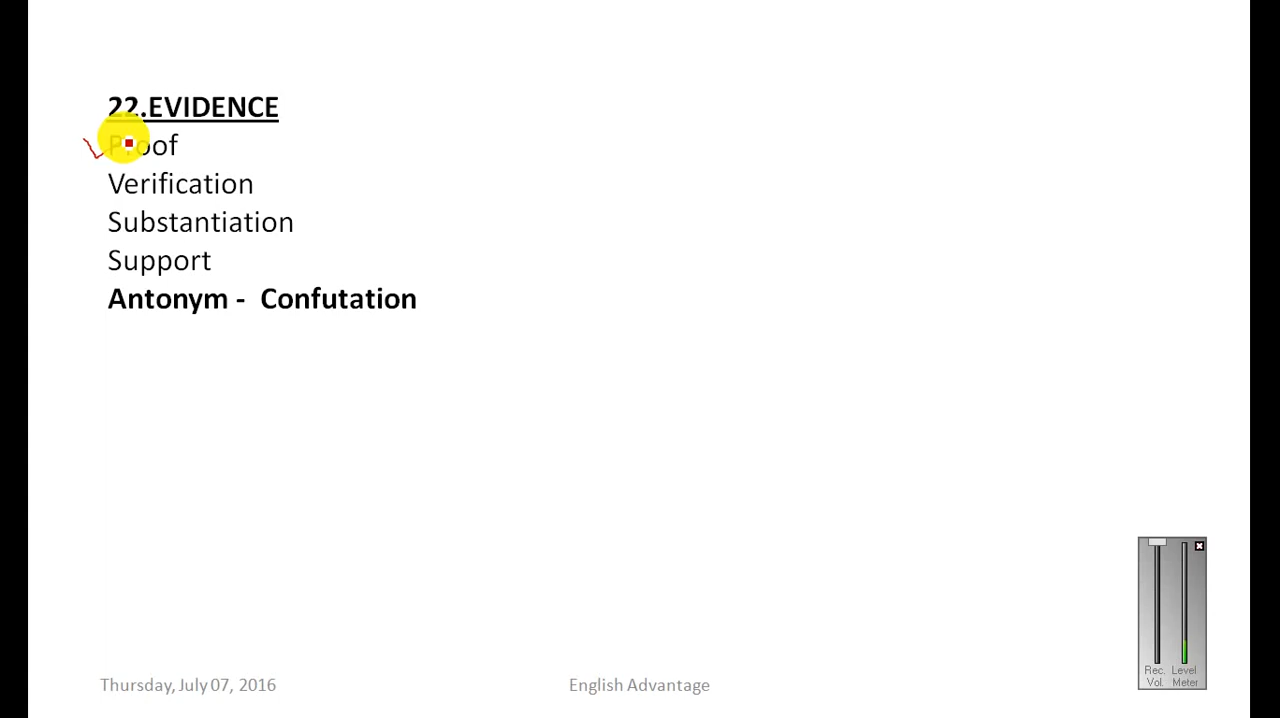 22.EVIDENCE
Proof
Verification
Substantiation
Support
Antonym - Confutation
Rec. Level
Vol. Meter
Thursday, July 07, 2016 English Advantage